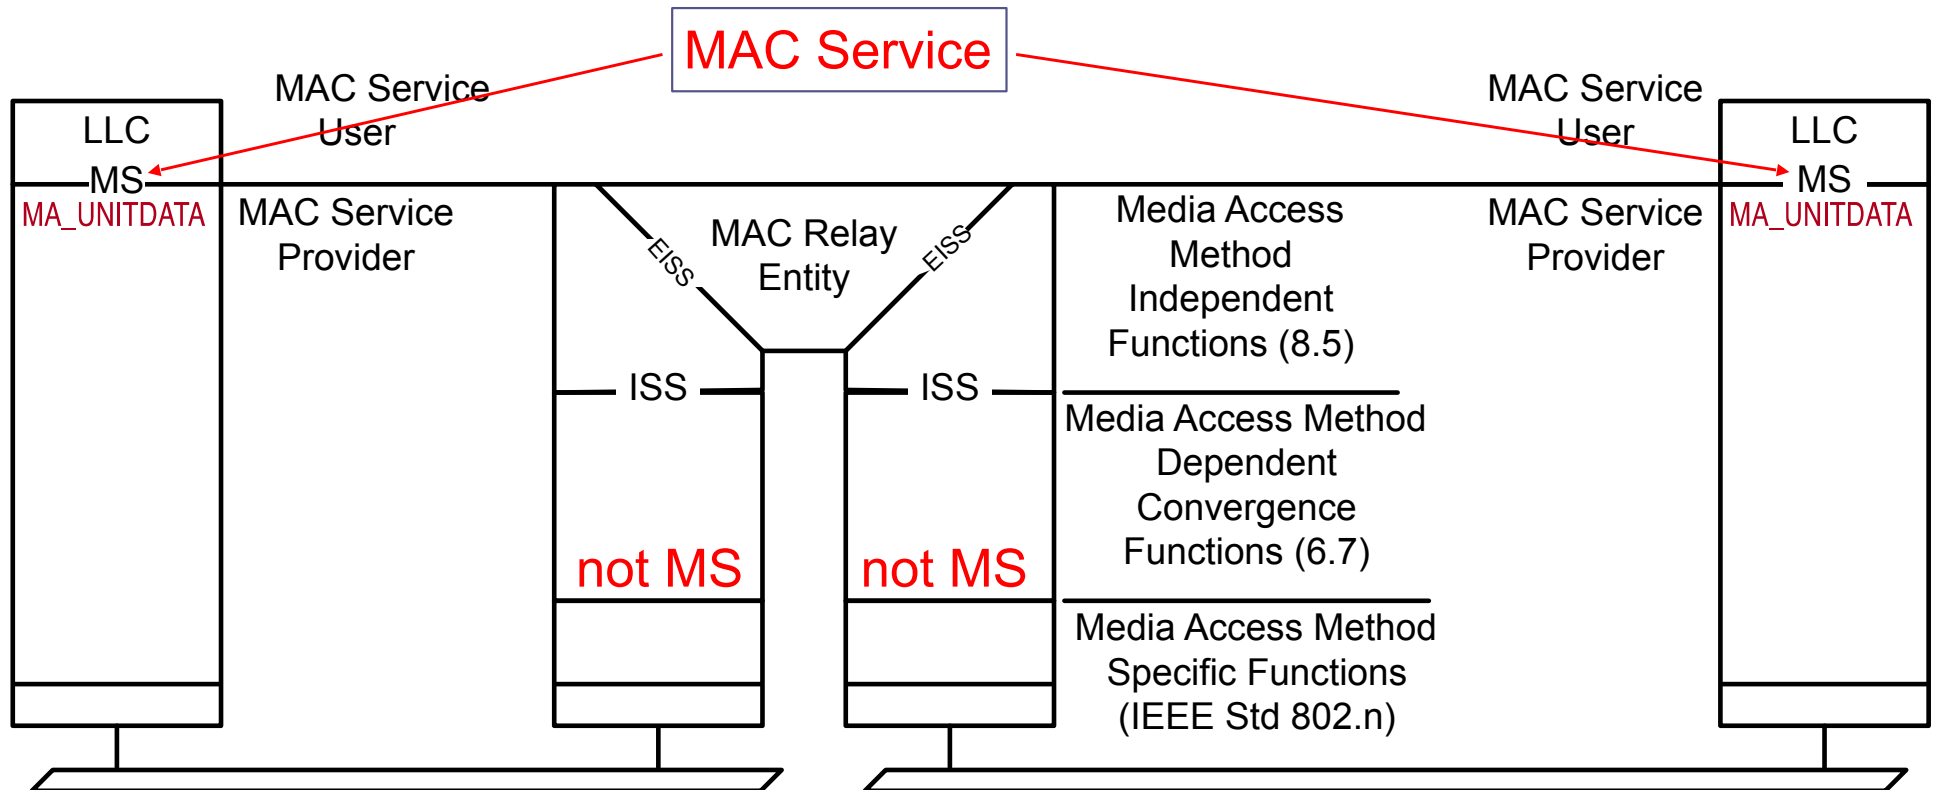 MAC Service
MAC Service
User
MAC Service
User
LLC
MS
MA_UNITDATA
LLC
MS
MA_UNITDATA
MAC Service
Provider
MAC Service
Provider
EISS
MAC Relay
Entity
EISS
Media Access
Method
Independent
Functions (8.5)
ISS
ISS
Media Access Method
Dependent
Convergence
Functions (6.7)
not MS
not MS
Media Access Method
Specific Functions
(IEEE Std 802.n)